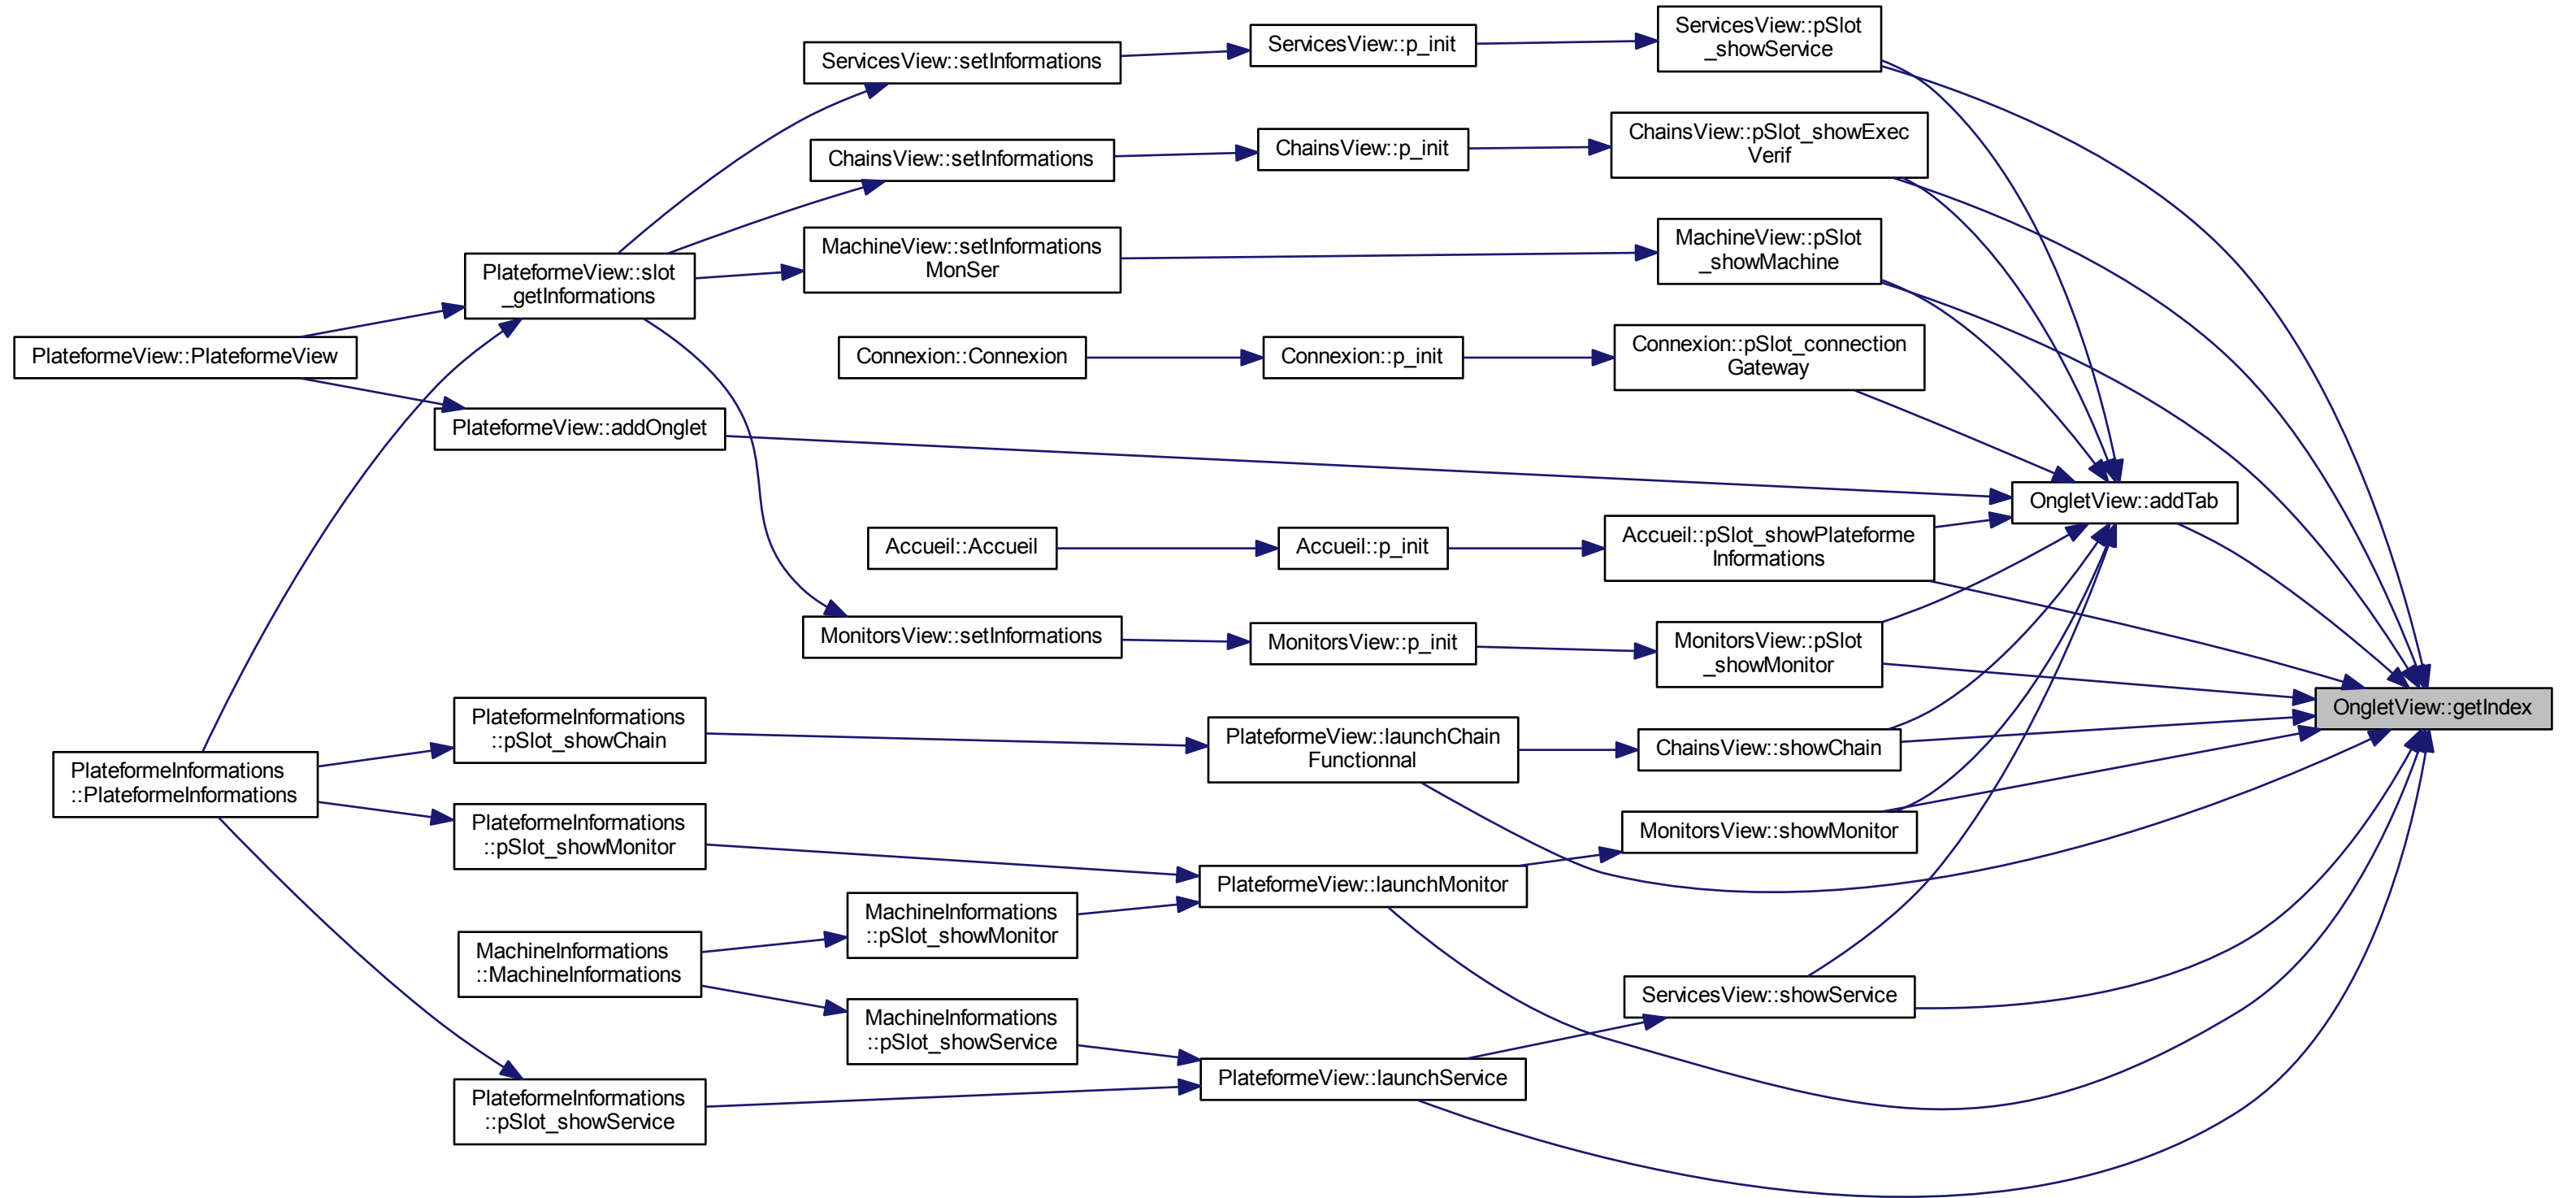 ServicesView::pSlot
_showService
ServicesView::p_init
ServicesView::setInformations
ChainsView::pSlot_showExec
Verif
ChainsView::p_init
ChainsView::setInformations
MachineView::pSlot
_showMachine
MachineView::setInformations
MonSer
PlateformeView::slot
_getInformations
PlateformeView::PlateformeView
Connexion::Connexion
Connexion::p_init
Connexion::pSlot_connection
Gateway
PlateformeView::addOnglet
OngletView::addTab
Accueil::Accueil
Accueil::p_init
Accueil::pSlot_showPlateforme
Informations
MonitorsView::setInformations
MonitorsView::p_init
MonitorsView::pSlot
_showMonitor
OngletView::getIndex
PlateformeInformations
::pSlot_showChain
PlateformeView::launchChain
Functionnal
ChainsView::showChain
PlateformeInformations
::PlateformeInformations
PlateformeInformations
::pSlot_showMonitor
MonitorsView::showMonitor
PlateformeView::launchMonitor
MachineInformations
::pSlot_showMonitor
MachineInformations
::MachineInformations
ServicesView::showService
MachineInformations
::pSlot_showService
PlateformeView::launchService
PlateformeInformations
::pSlot_showService